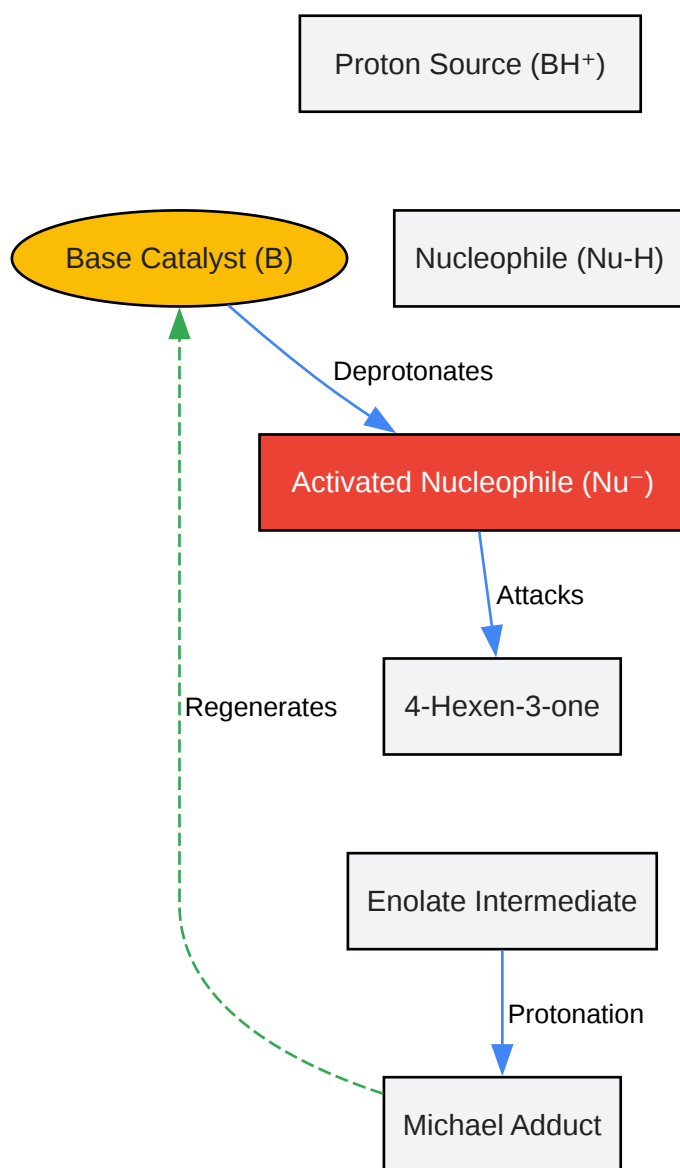 Proton Source (BH⁺)
Base Catalyst (B)
Nucleophile (Nu-H)
Deprotonates
Activated Nucleophile (Nu⁻)
Attacks
4-Hexen-3-one
Regenerates
Enolate Intermediate
Protonation
Michael Adduct